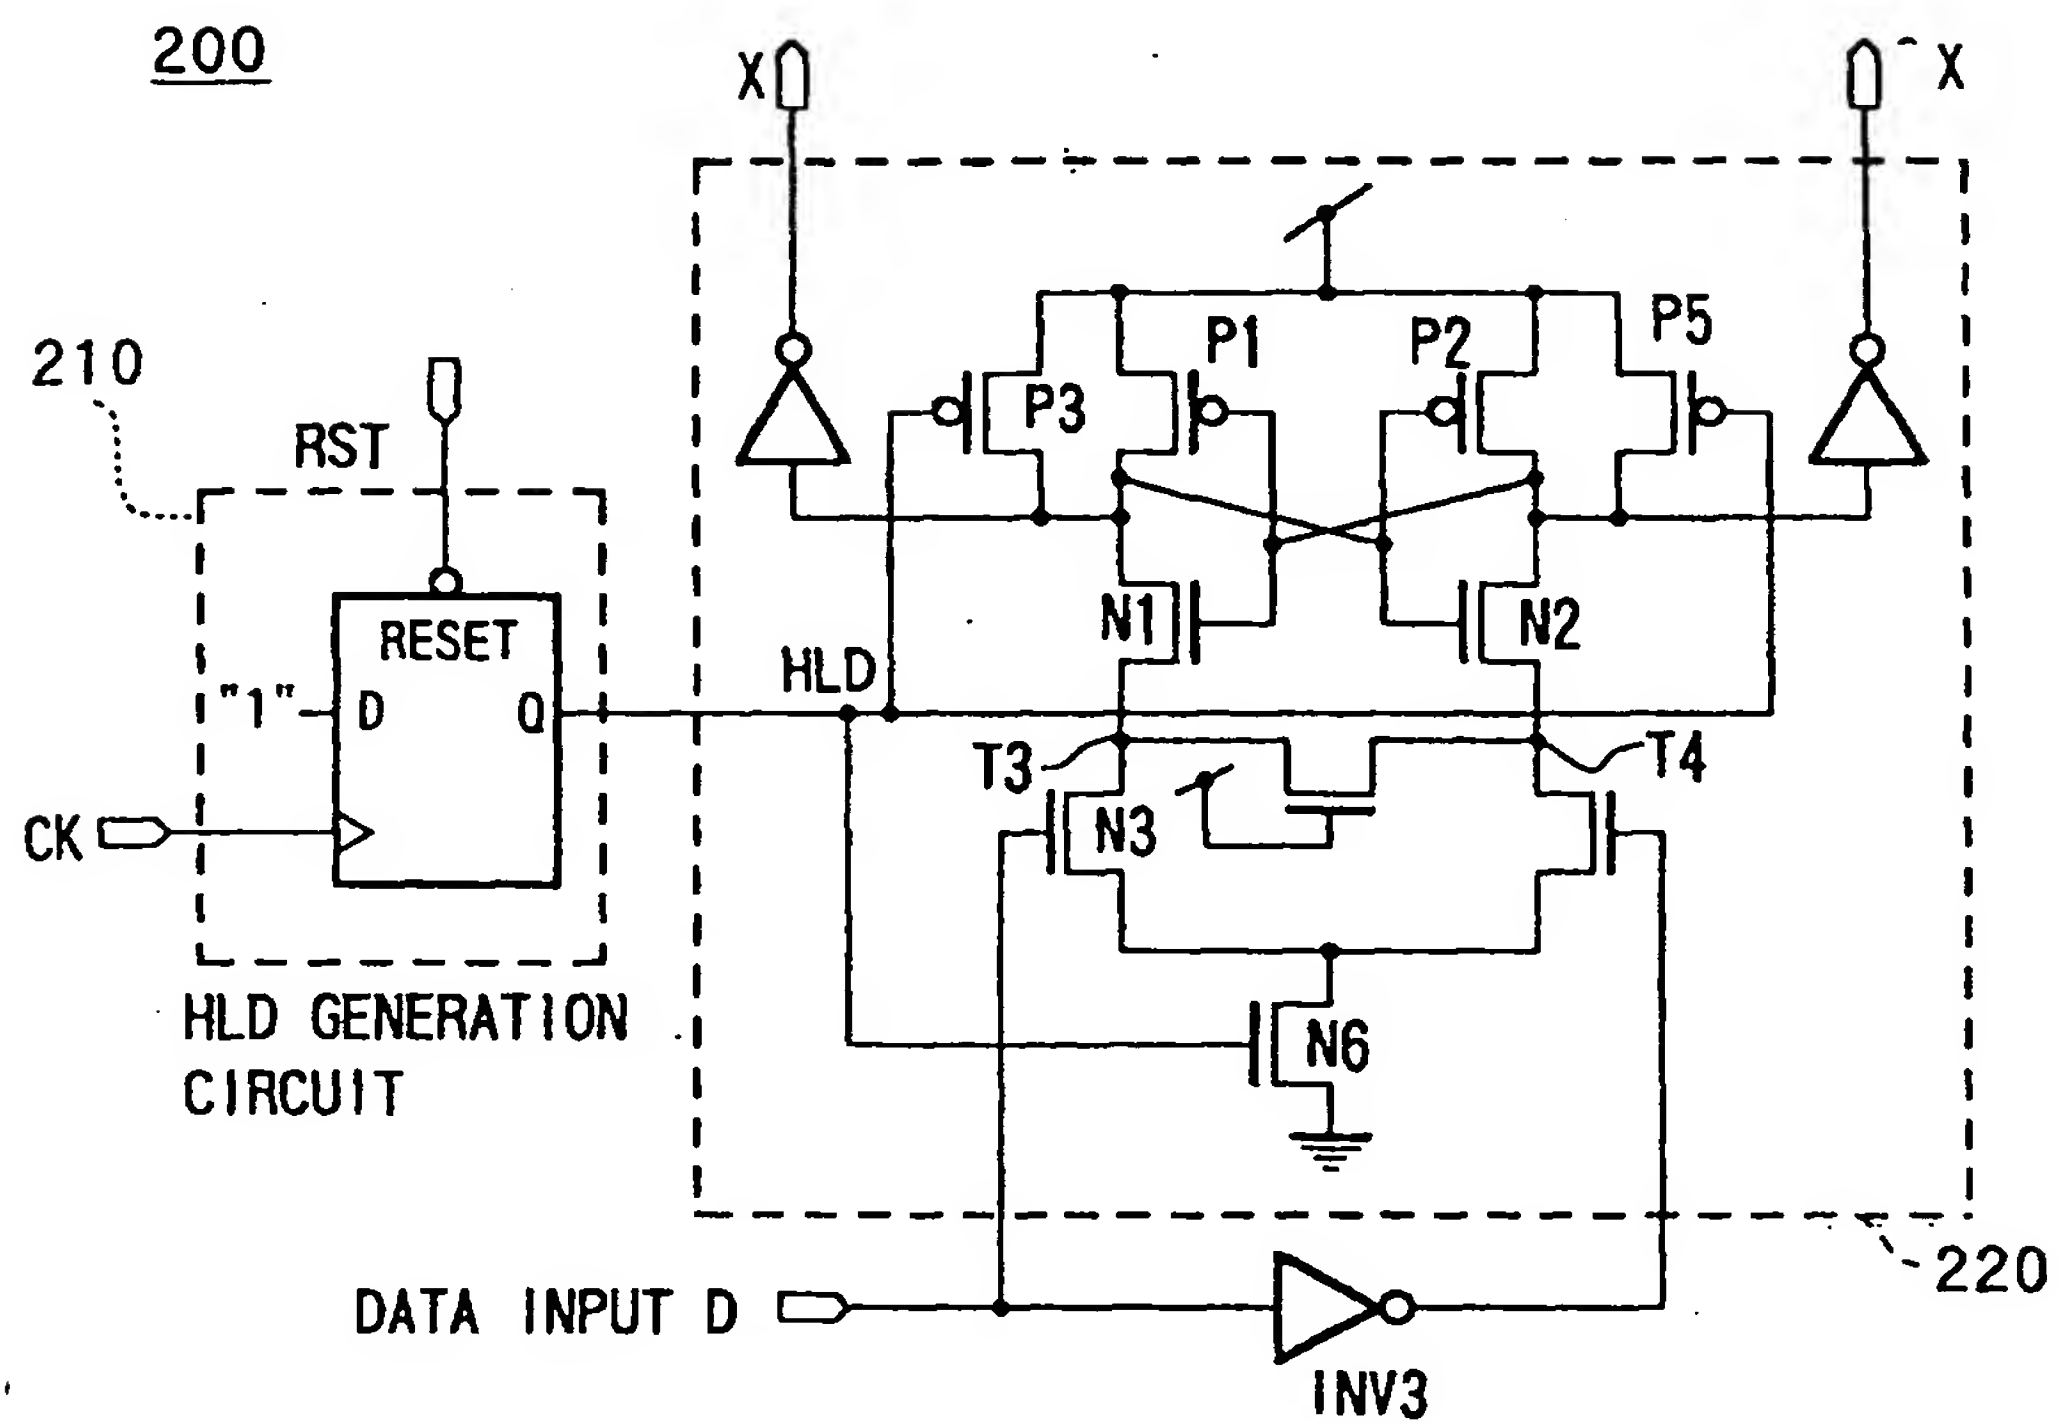 200
X
‾ X
P1
P2
P5
210
P3
RST
RESET
N1
N2
HLD
"1"
D
Q
T3
T4
CK
N3
HLD GENERATION
CIRCUIT
N6
220
DATA INPUT D
INV3